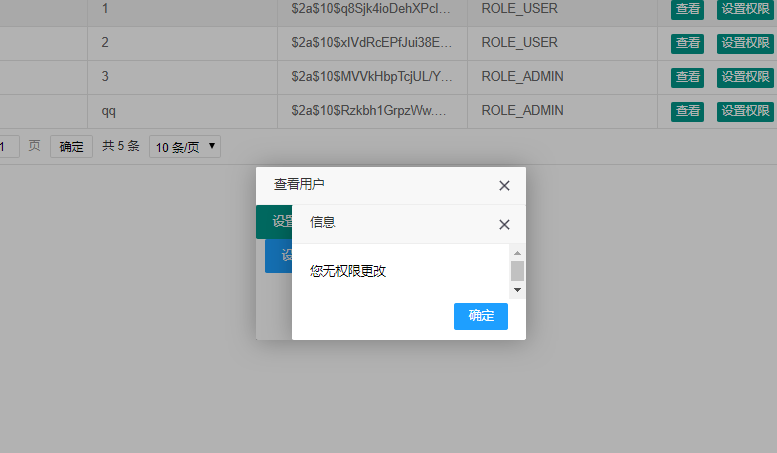 1 $2a$10$q8Sjk4ioDehXPcl... ROLE_USER 查看 设置权限
2 $2a$10$xIVdRcEPfJui38E... ROLE_USER 查看 设置权限
3 $2a$10$MVVkHbpTcjUL/Y... ROLE_ADMIN 查看 设置权限
qq $2a$10$Rzkbh1GrpzWw.... ROLE_ADMIN 查看 设置权限
1 页 确定 共 5 条 10 条/页
查看用户
设置
信息
设
您无权限更改
确定